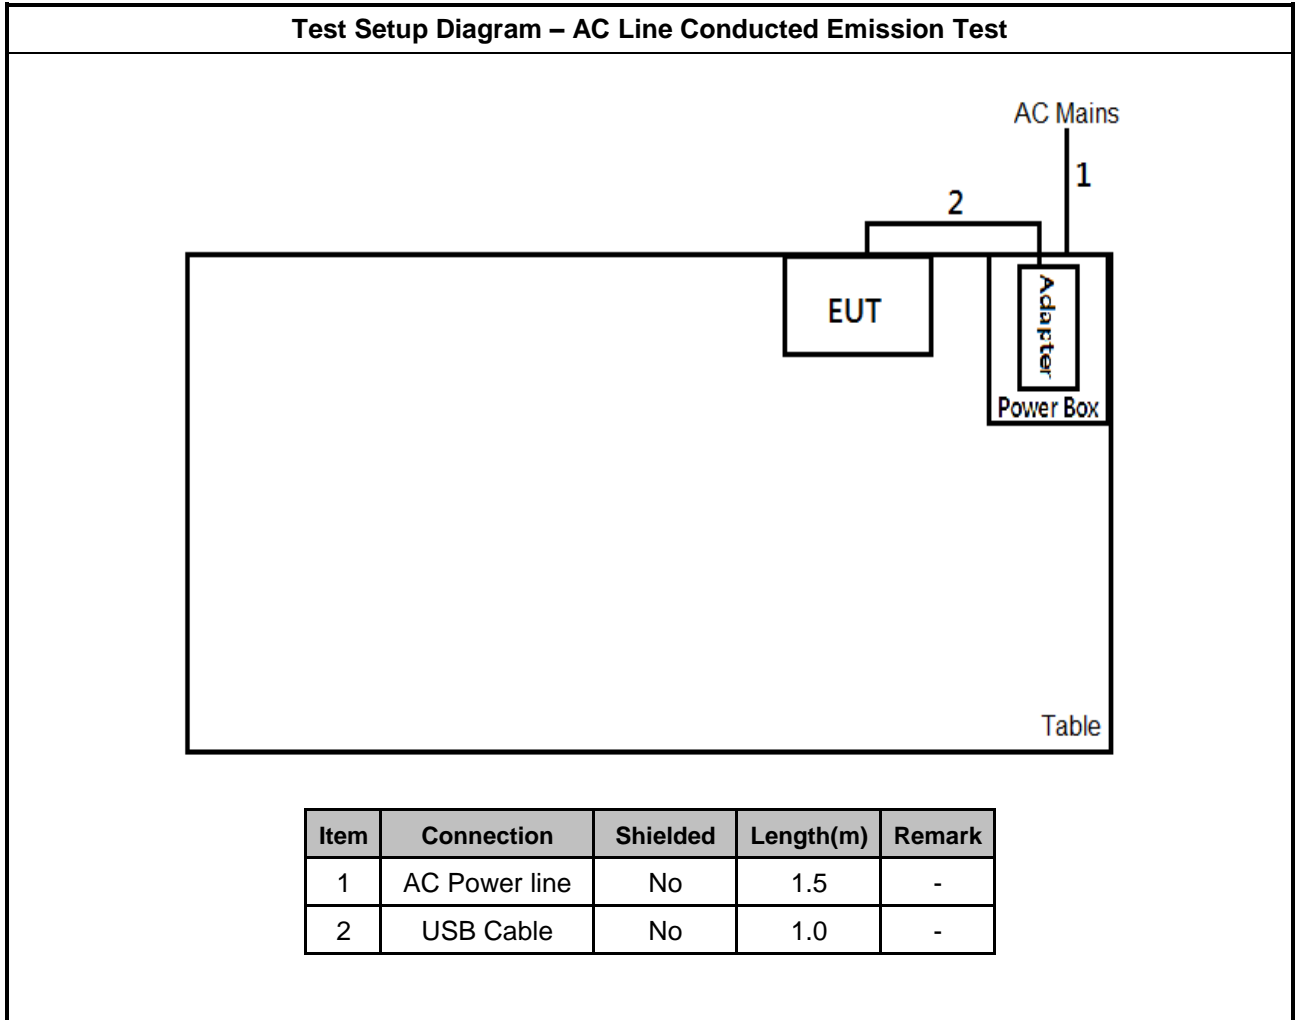 Test Setup Diagram – AC Line Conducted Emission Test
AC Mains
1
2
EUT
Adapter
Power Box
Table
Item Connection Shielded Length(m) Remark
1 AC Power line No 1.5 -
2 USB Cable No 1.0 -